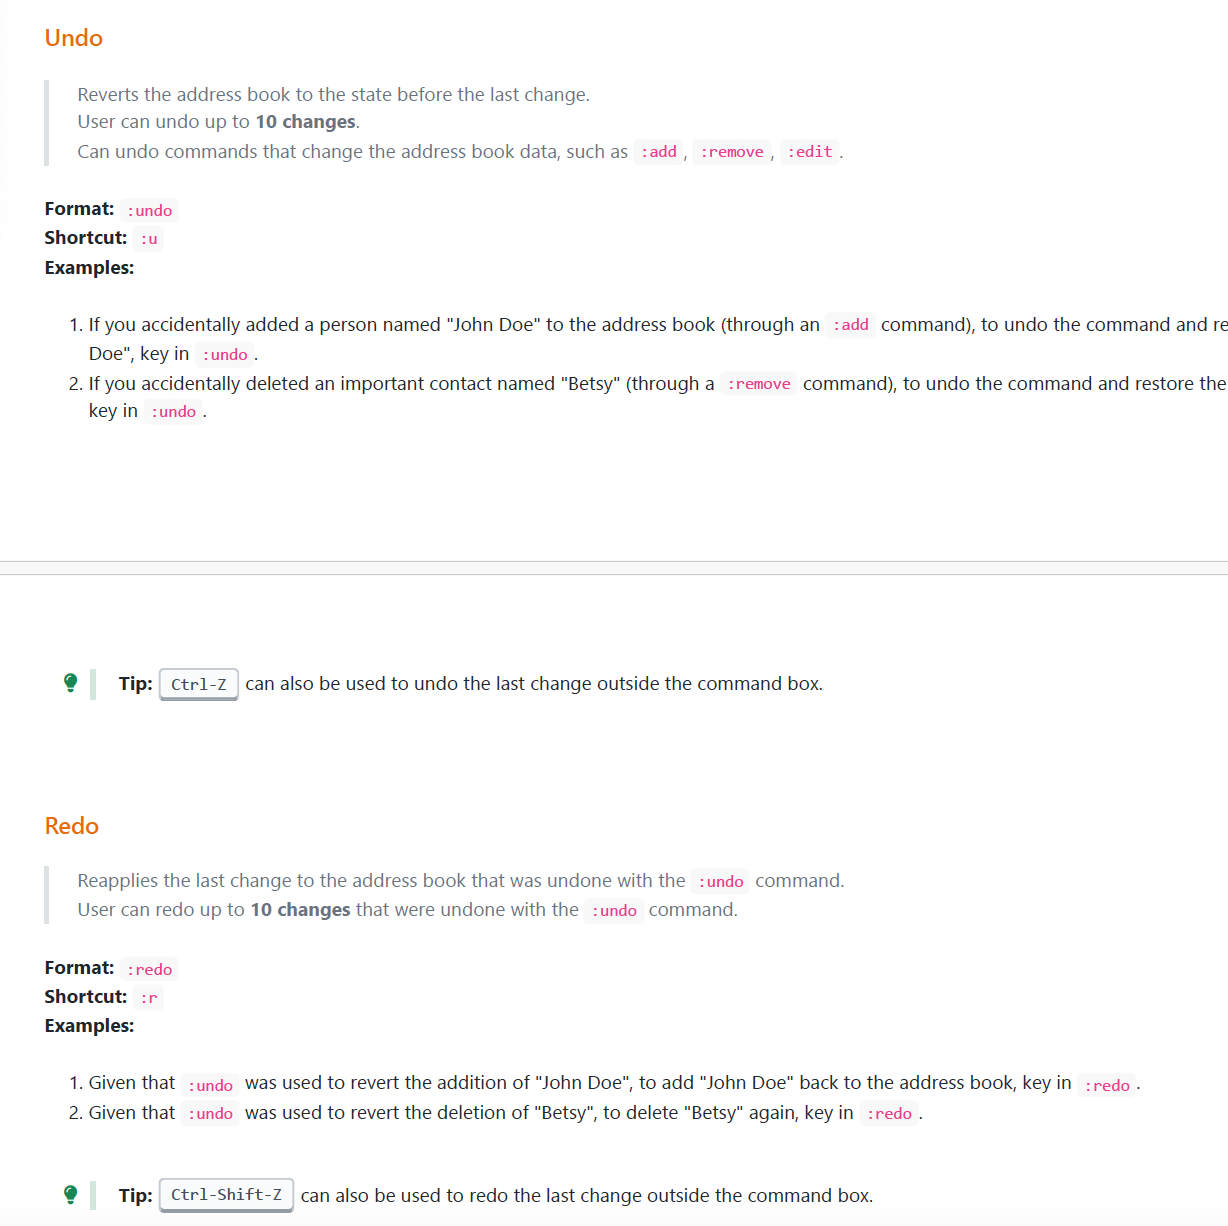 Undo
Reverts the address book to the state before the last change.
User can undo up to 10 changes.
Can undo commands that change the address book data, such as :add, :remove, :edit.
Format: :undo
Shortcut: :u
Examples:
1. If you accidentally added a person named "John Doe" to the address book (through an :add command), to undo the command and re
Doe", key in :undo.
2. If you accidentally deleted an important contact named "Betsy" (through a :remove command), to undo the command and restore the
key in :undo.
Tip: Ctrl-Z can also be used to undo the last change outside the command box.
Redo
Reapplies the last change to the address book that was undone with the :undo command.
User can redo up to 10 changes that were undone with the :undo command.
Format: :redo
Shortcut: :r
Examples:
1. Given that :undo was used to revert the addition of "John Doe", to add "John Doe" back to the address book, key in :redo.
2. Given that :undo was used to revert the deletion of "Betsy", to delete "Betsy" again, key in :redo.
Tip: Ctrl-Shift-Z can also be used to redo the last change outside the command box.